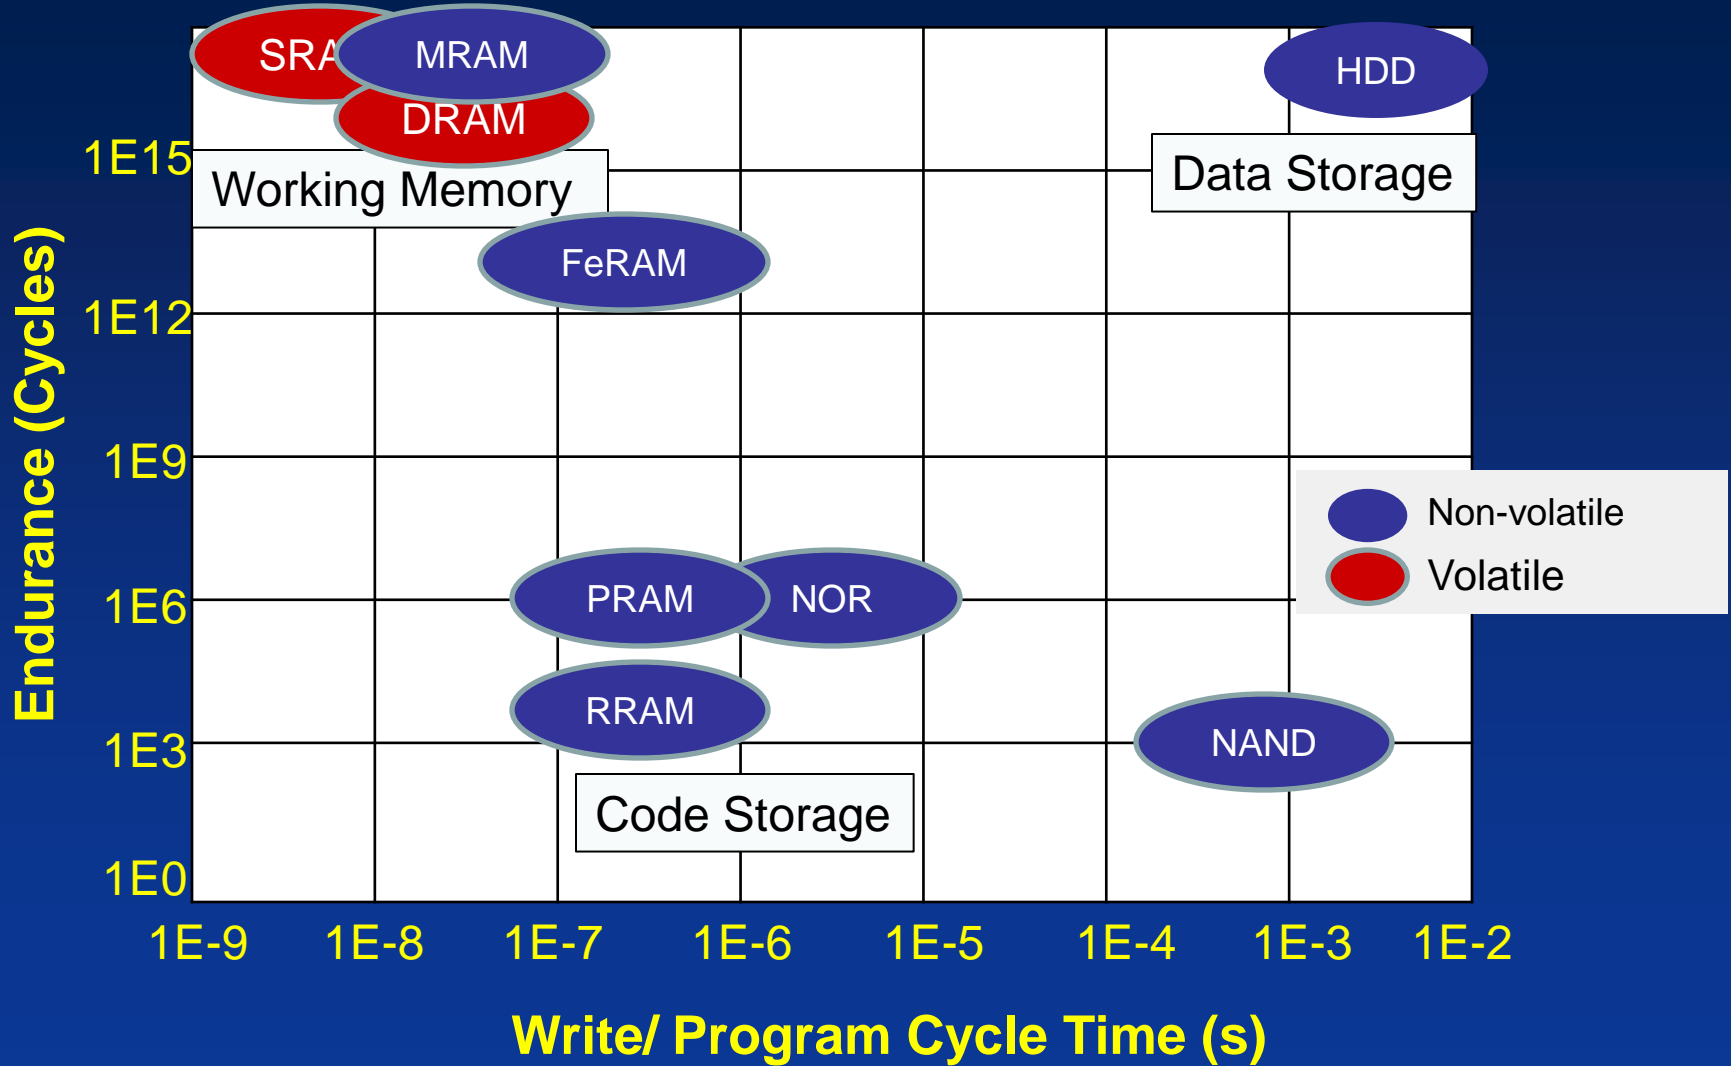 SRA
MRAM
HDD
DRAM
1E15
Working Memory
Data Storage
FeRAM
1E12
Endurance (Cycles)
1E9
Non-volatile
Volatile
PRAM
NOR
1E6
RRAM
NAND
1E3
Code Storage
1E0
1E-9
1E-8
1E-7
1E-6
1E-5
1E-4
1E-3
1E-2
Write/ Program Cycle Time (s)